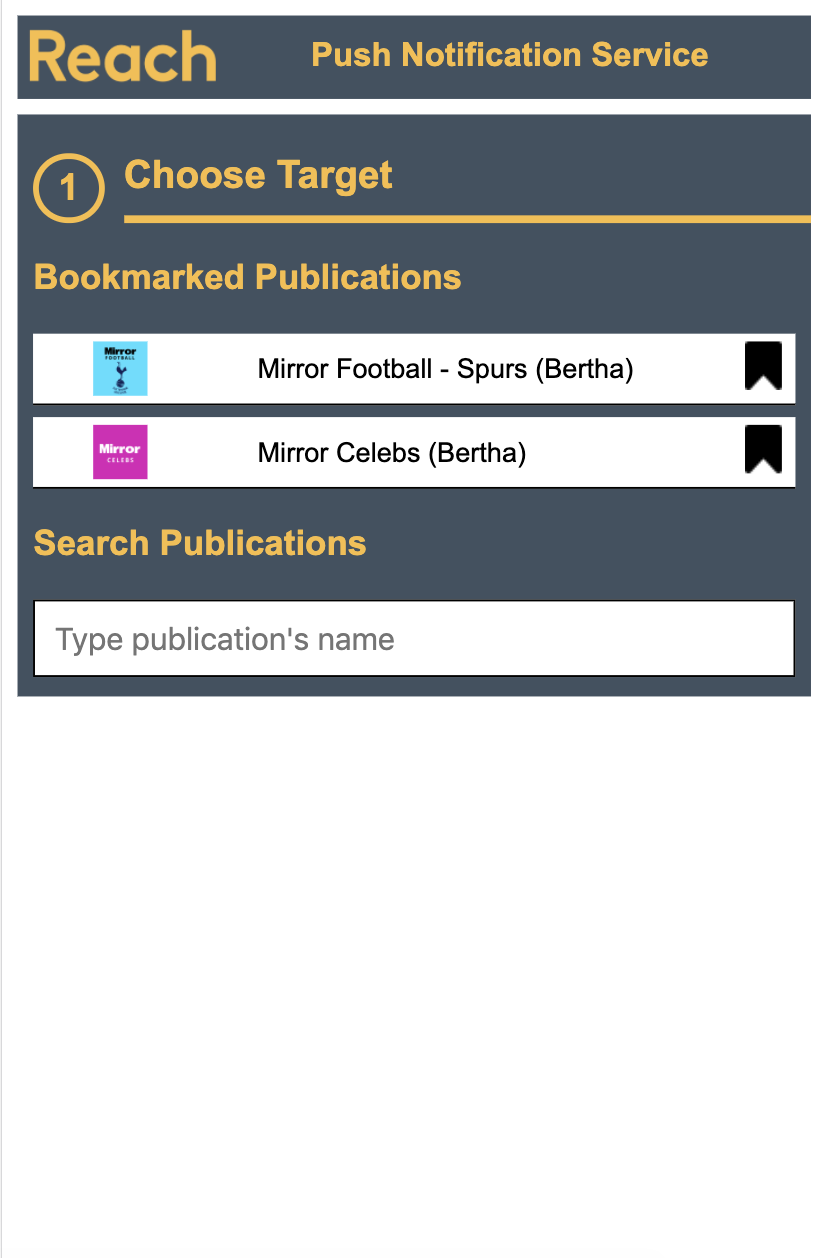 Reach
Push Notification Service
1
Choose Target
Bookmarked Publications
Mirror
FOOTBALL
Mirror Football - Spurs (Bertha)
Mirror
CELEBS
Mirror Celebs (Bertha)
Search Publications
Type publication's name